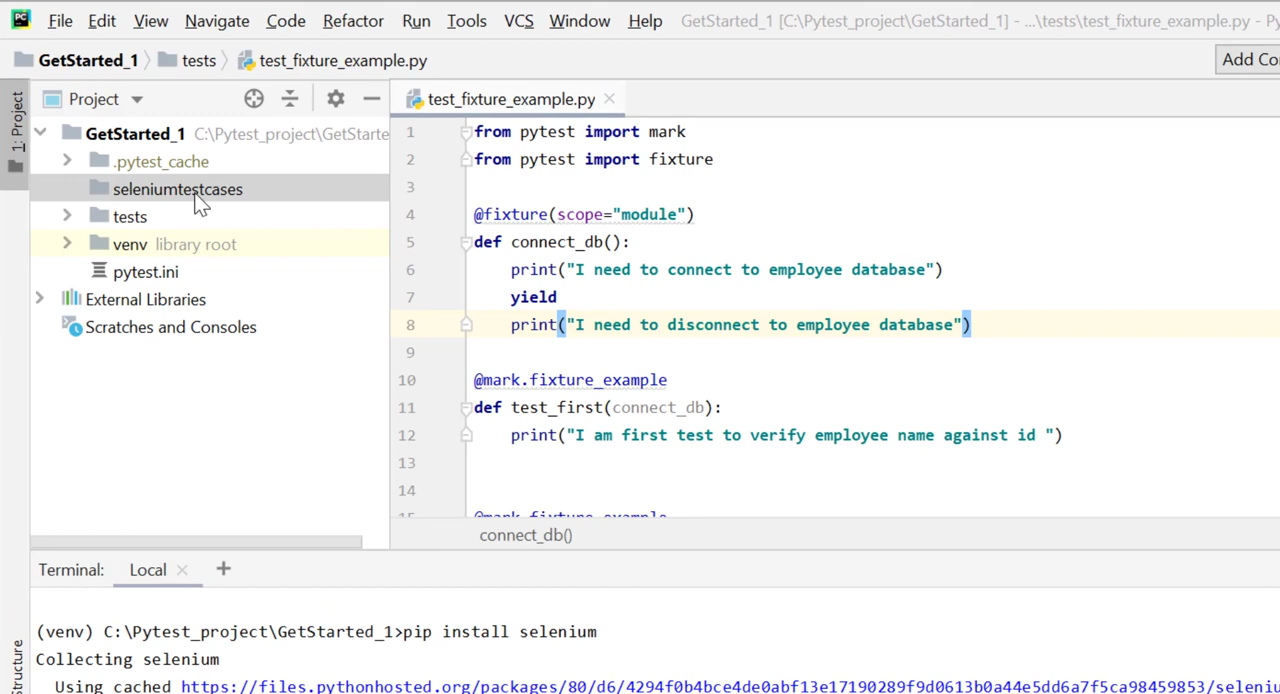 PC File Edit View Navigate Code Refactor Run Tools VCS Window Help GetStarted_1 [C:\Pytest_project\GetStarted_1] - ...\tests\test_fixture_example.py - Py
GetStarted_1 tests test_fixture_example.py Add Co
1: Project
Project
GetStarted_1 C:\Pytest_project\GetStarte
.pytest_cache
seleniumtestcases
tests
venv library root
pytest.ini
External Libraries
Scratches and Consoles
test_fixture_example.py
1 from pytest import mark
2 from pytest import fixture
3
4 @fixture(scope="module")
5 def connect_db():
6 print("I need to connect to employee database")
7 yield
8 print("I need to disconnect to employee database")
9
10 @mark.fixture_example
11 def test_first(connect_db):
12 print("I am first test to verify employee name against id ")
13
14
15 @mark.fixture_example
connect_db()
Terminal: Local
(venv) C:\Pytest_project\GetStarted_1>pip install selenium
Collecting selenium
Using cached https://files.pythonhosted.org/packages/80/d6/4294f0b4bce4de0abf13e17190289f9d0613b0a44e5dd6a7f5ca98459853/seleniu